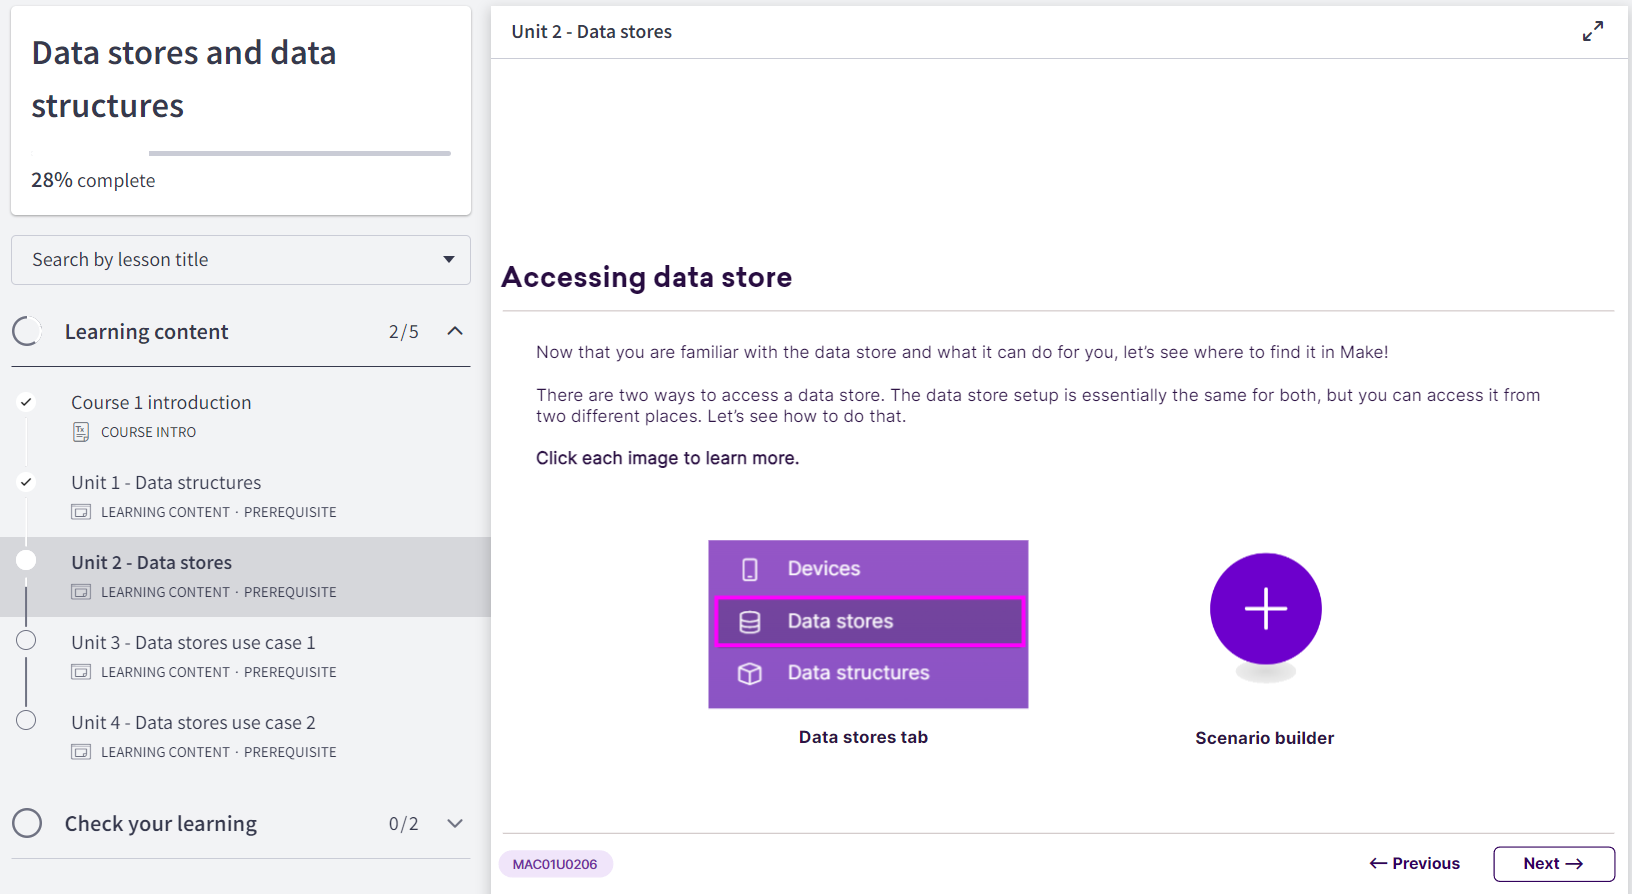 Data stores and data
structures
28% complete
Search by lesson title
Learning content 2/5
Course 1 introduction
COURSE INTRO
Unit 1 - Data structures
LEARNING CONTENT · PREREQUISITE
Unit 2 - Data stores
LEARNING CONTENT · PREREQUISITE
Unit 3 - Data stores use case 1
LEARNING CONTENT · PREREQUISITE
Unit 4 - Data stores use case 2
LEARNING CONTENT · PREREQUISITE
Check your learning 0/2
Unit 2 - Data stores
Accessing data store
Now that you are familiar with the data store and what it can do for you, let's see where to find it in Make!
There are two ways to access a data store. The data store setup is essentially the same for both, but you can access it from
two different places. Let's see how to do that.
Click each image to learn more.
Devices
Data stores
Data structures
Data stores tab
Scenario builder
MAC01U0206
← Previous
Next →